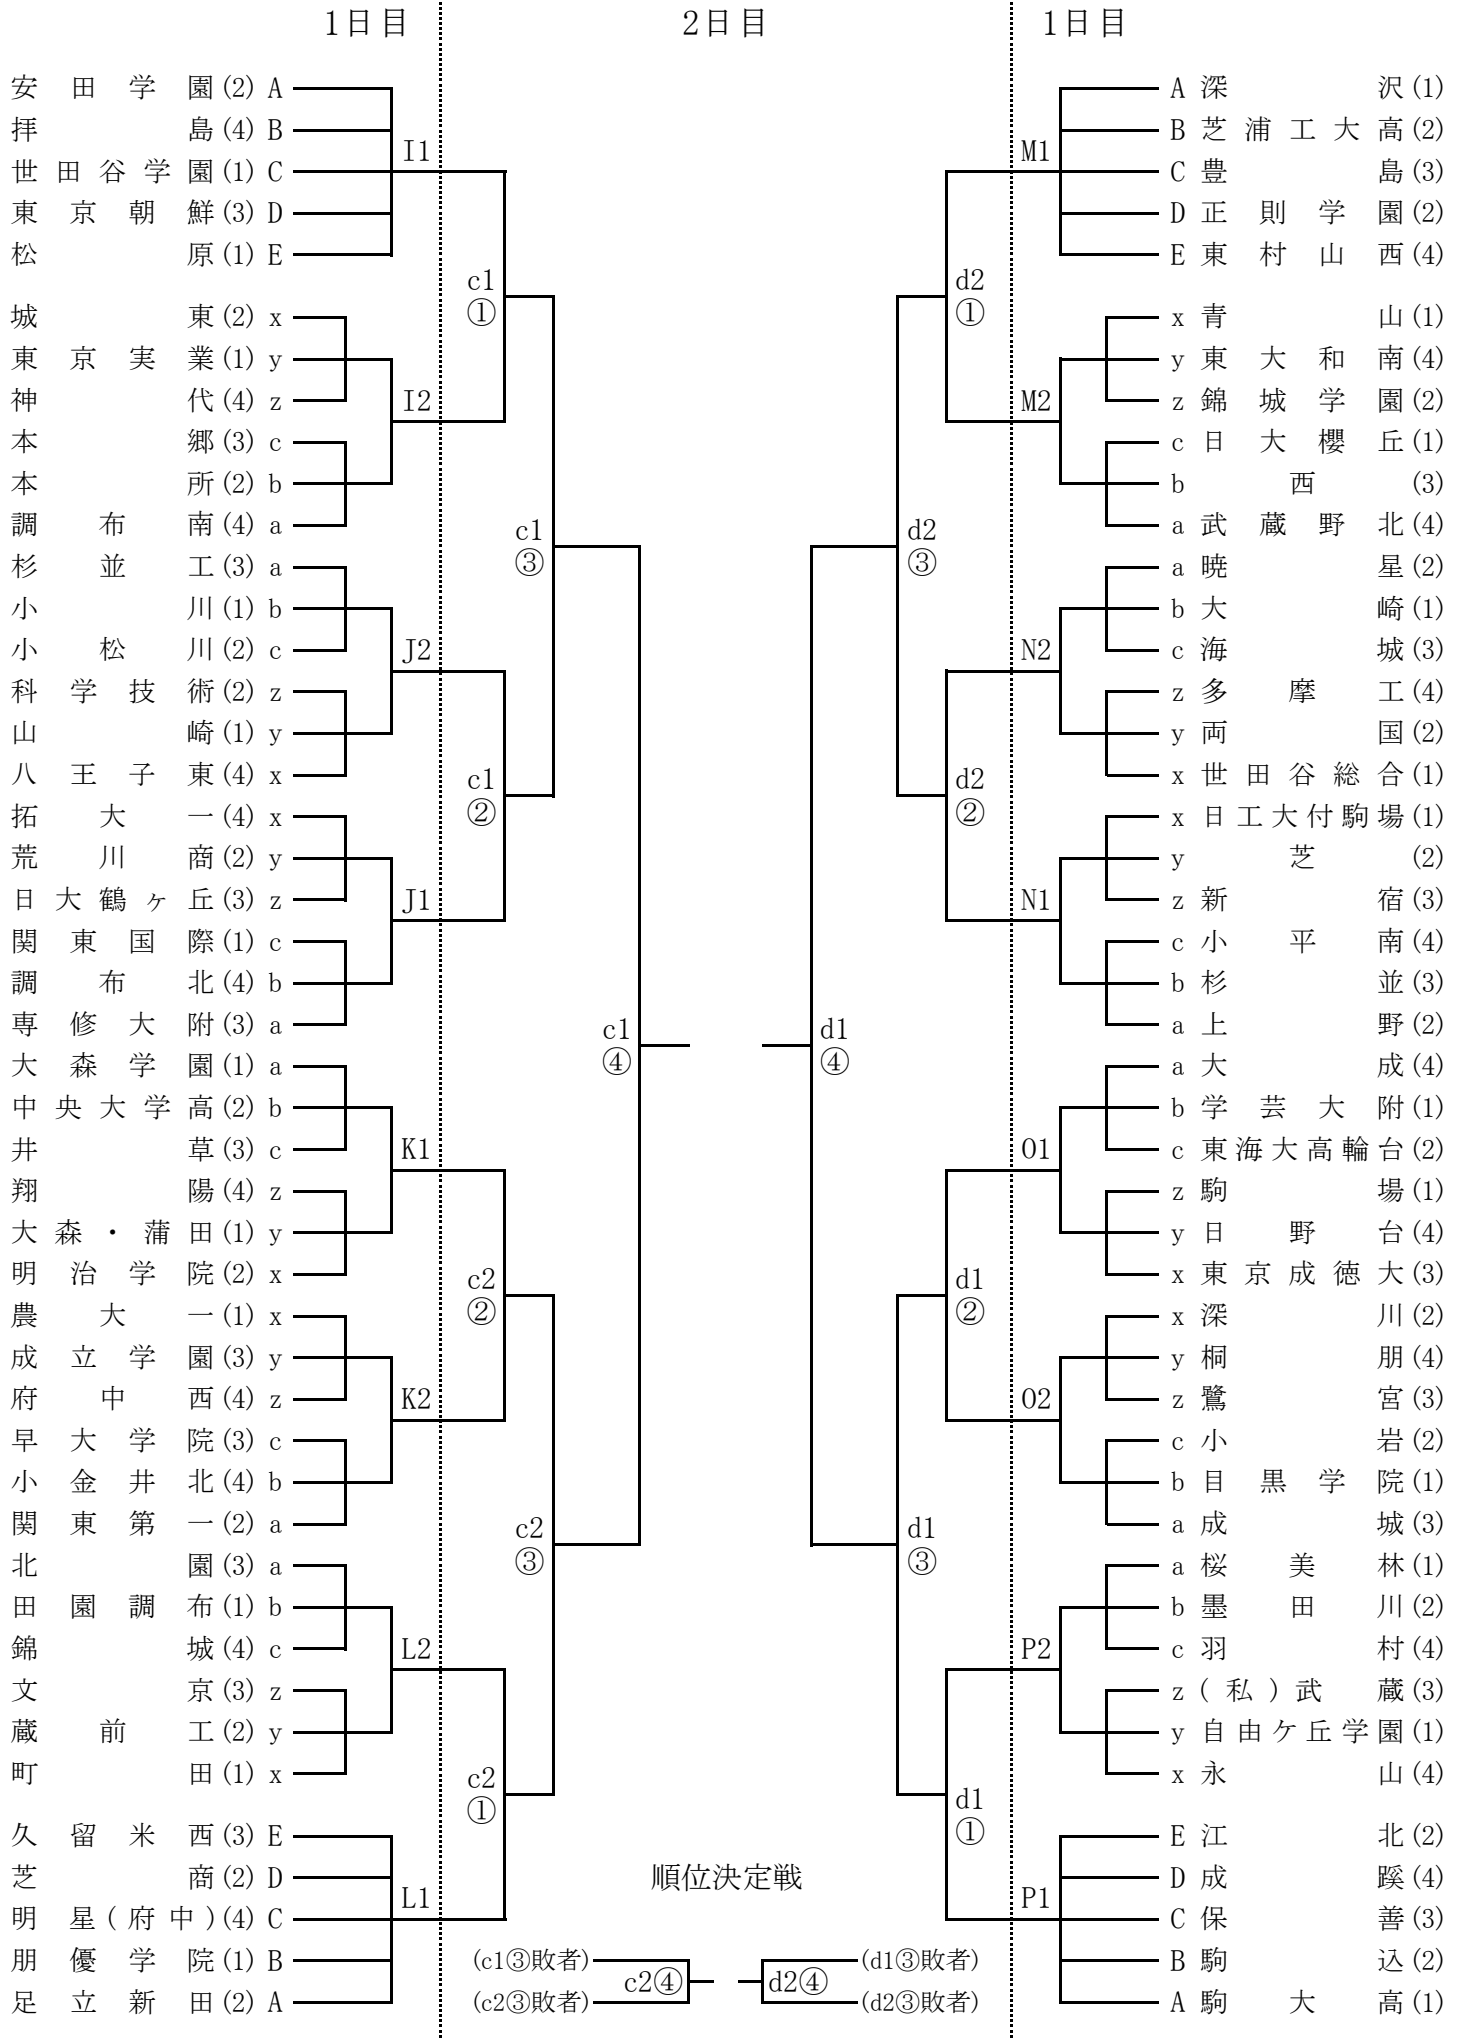 1日目 2日目 1日目
安田学園(2) A A 深沢(1)
拝島(4) B B 芝浦工大高(2)
I1 M1
世田谷学園(1) C C 豊島(3)
東京朝鮮(3) D D 正則学園(2)
松原(1) E E 東村山西(4)
c1 d2
① ①
城東(2) x x 青山(1)
東京実業(1) y y 東大和南(4)
神代(4) z I2 M2 z 錦城学園(2)
本郷(3) c c 日大櫻丘(1)
本所(2) b b 西(3)
調布南(4) a a 武蔵野北(4)
c1 d2
③ ③
杉並工(3) a a 暁星(2)
小川(1) b b 大崎(1)
小松川(2) c J2 N2 c 海城(3)
科学技術(2) z z 多摩工(4)
山崎(1) y y 両国(2)
八王子東(4) x c1 d2 x 世田谷総合(1)
② ②
拓大一(4) x x 日工大付駒場(1)
荒川商(2) y y 芝(2)
日大鶴ヶ丘(3) z J1 N1 z 新宿(3)
関東国際(1) c c 小平南(4)
調布北(4) b b 杉並(3)
専修大附(3) a c1 d1 a 上野(2)
④ ④
大森学園(1) a a 大成(4)
中央大学高(2) b b 学芸大附(1)
井草(3) c K1 O1 c 東海大高輪台(2)
翔陽(4) z z 駒場(1)
大森・蒲田(1) y y 日野台(4)
明治学院(2) x c2 d1 x 東京成徳大(3)
② ②
農大一(1) x x 深川(2)
成立学園(3) y y 桐朋(4)
府中西(4) z K2 O2 z 鷺宮(3)
早大学院(3) c c 小岩(2)
小金井北(4) b b 目黒学院(1)
関東第一(2) a c2 d1 a 成城(3)
③ ③
北園(3) a a 桜美林(1)
田園調布(1) b b 墨田川(2)
錦城(4) c L2 P2 c 羽村(4)
文京(3) z z (私)武蔵(3)
蔵前工(2) y y 自由ケ丘学園(1)
町田(1) x x 永山(4)
c2 d1
① ①
久留米西(3) E E 江北(2)
芝商(2) D 順位決定戦 D 成蹊(4)
L1 P1
明星(府中)(4) C C 保善(3)
朋優学院(1) B (c1③敗者) (d1③敗者) B 駒込(2)
c2④ d2④
足立新田(2) A (c2③敗者) (d2③敗者) A 駒大高(1)